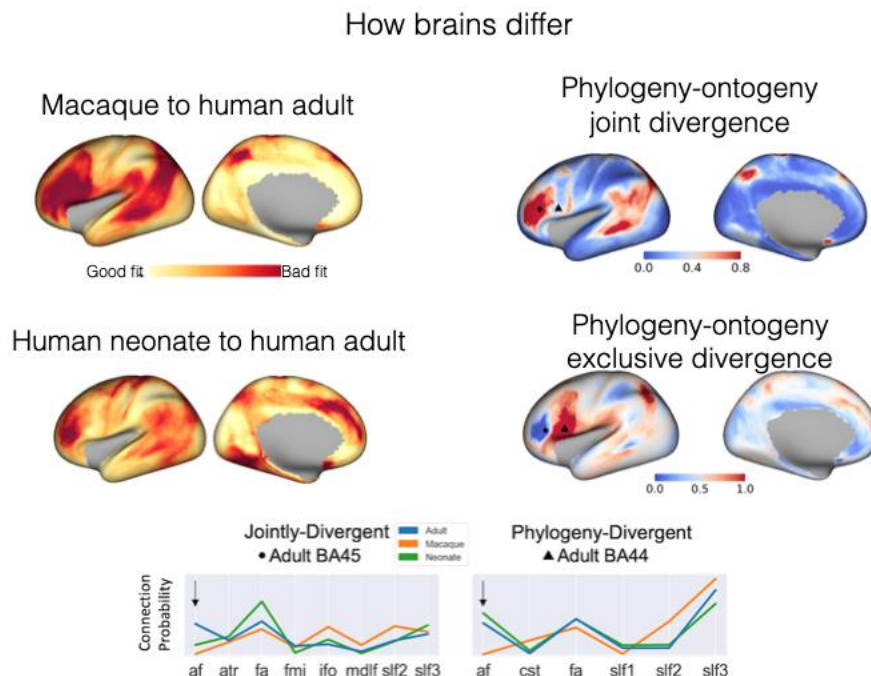 How brains differ
Macaque to human adult
Good fit
Bad fit
Phylogeny-ontogeny
joint divergence
0.0 0.4 0.8
Human neonate to human adult
Phylogeny-ontogeny
exclusive divergence
0.0 0.5 1.0
Jointly-Divergent
Adult BA45
Adult
Macaque
Neonate
Phylogeny-Divergent
Adult BA44
Connection
Probability
af atr fa fmi ifo mdlf slf2 slf3
af cst fa slf1 slf2 slf3